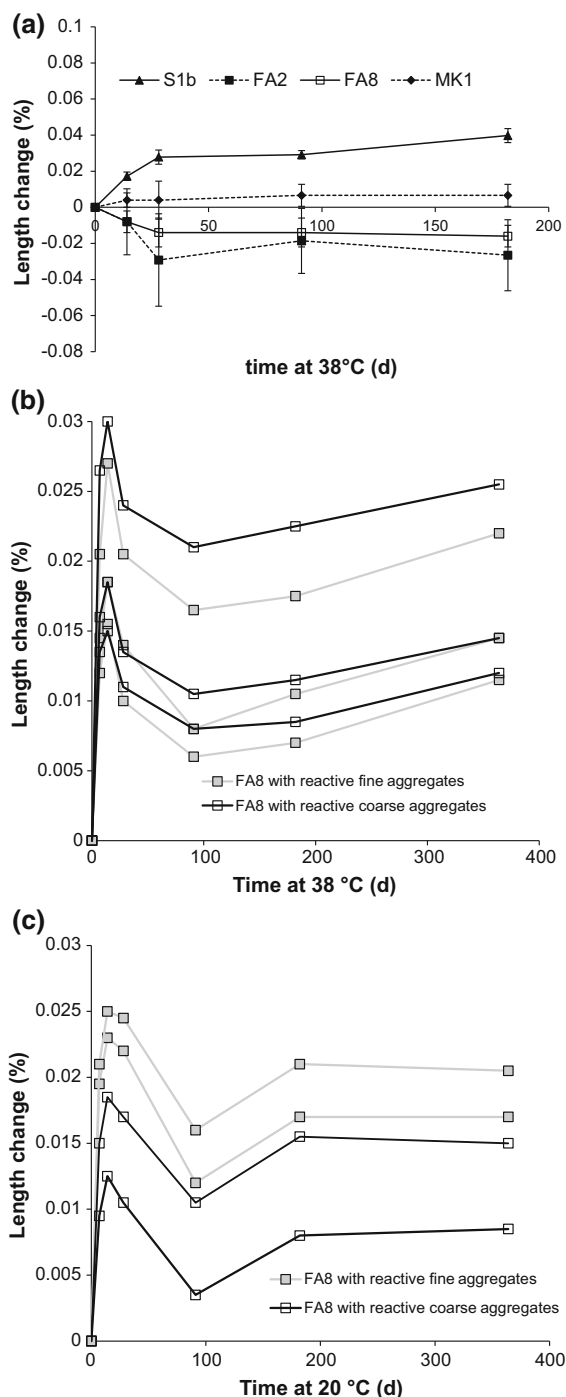 (a)
0.1
0.08
0.06
0.04
0.02
0
-0.02
-0.04
-0.06
-0.08
Length change (%)
S1b FA2 FA8 MK1
0 50 100 150 200
time at 38°C (d)
(b)
0.03
0.025
0.02
0.015
0.01
0.005
0
Length change (%)
FA8 with reactive fine aggregates
FA8 with reactive coarse aggregates
0 100 200 300 400
Time at 38 °C (d)
(c)
0.03
0.025
0.02
0.015
0.01
0.005
0
Length change (%)
FA8 with reactive fine aggregates
FA8 with reactive coarse aggregates
0 100 200 300 400
Time at 20 °C (d)